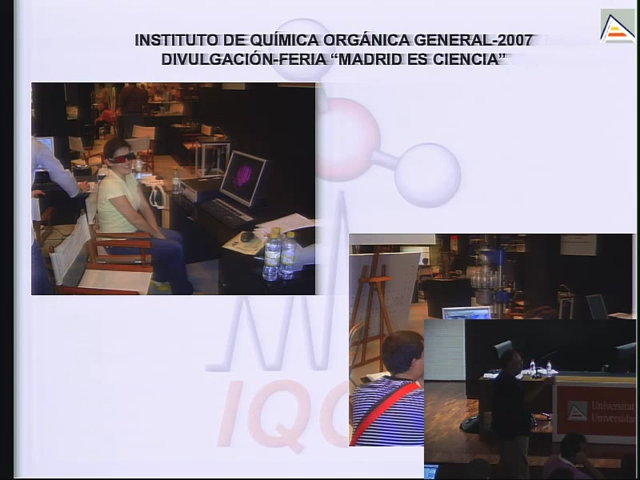 INSTITUTO DE QUÍMICA ORGÁNICA GENERAL-2007
DIVULGACIÓN-FERIA “MADRID ES CIENCIA”
IQO